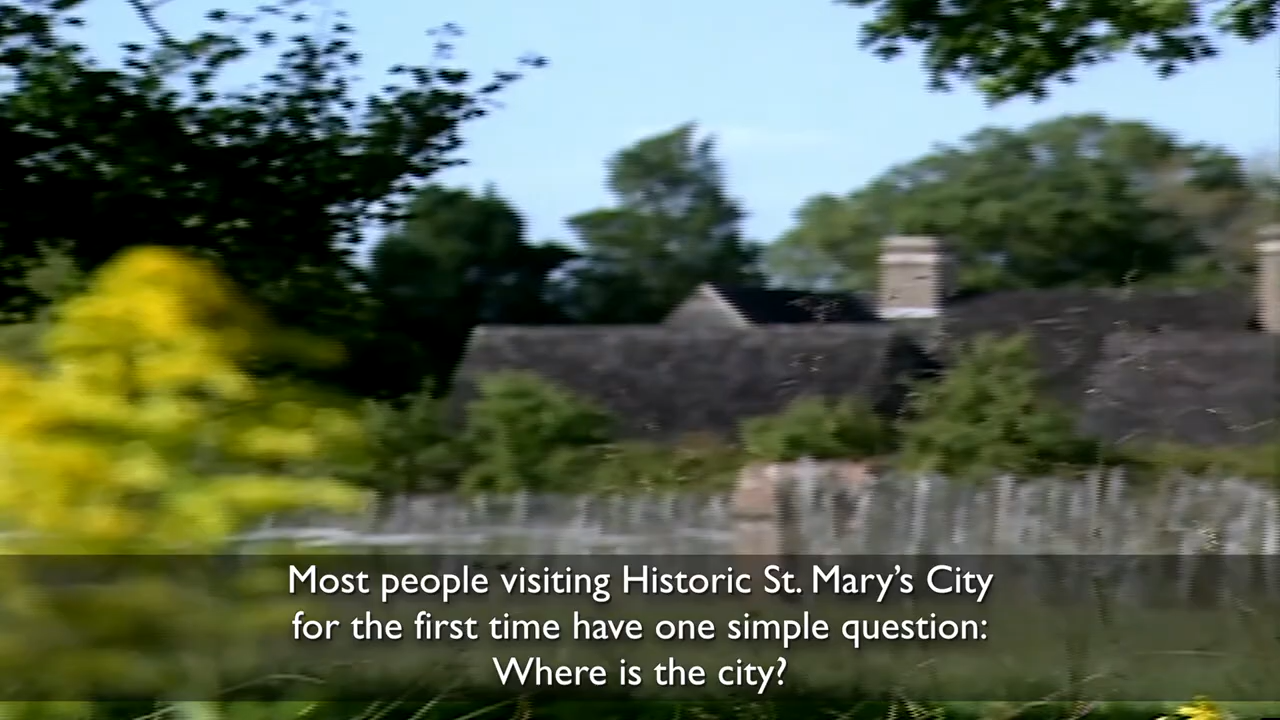 Most people visiting Historic St. Mary’s City
for the first time have one simple question:
Where is the city?